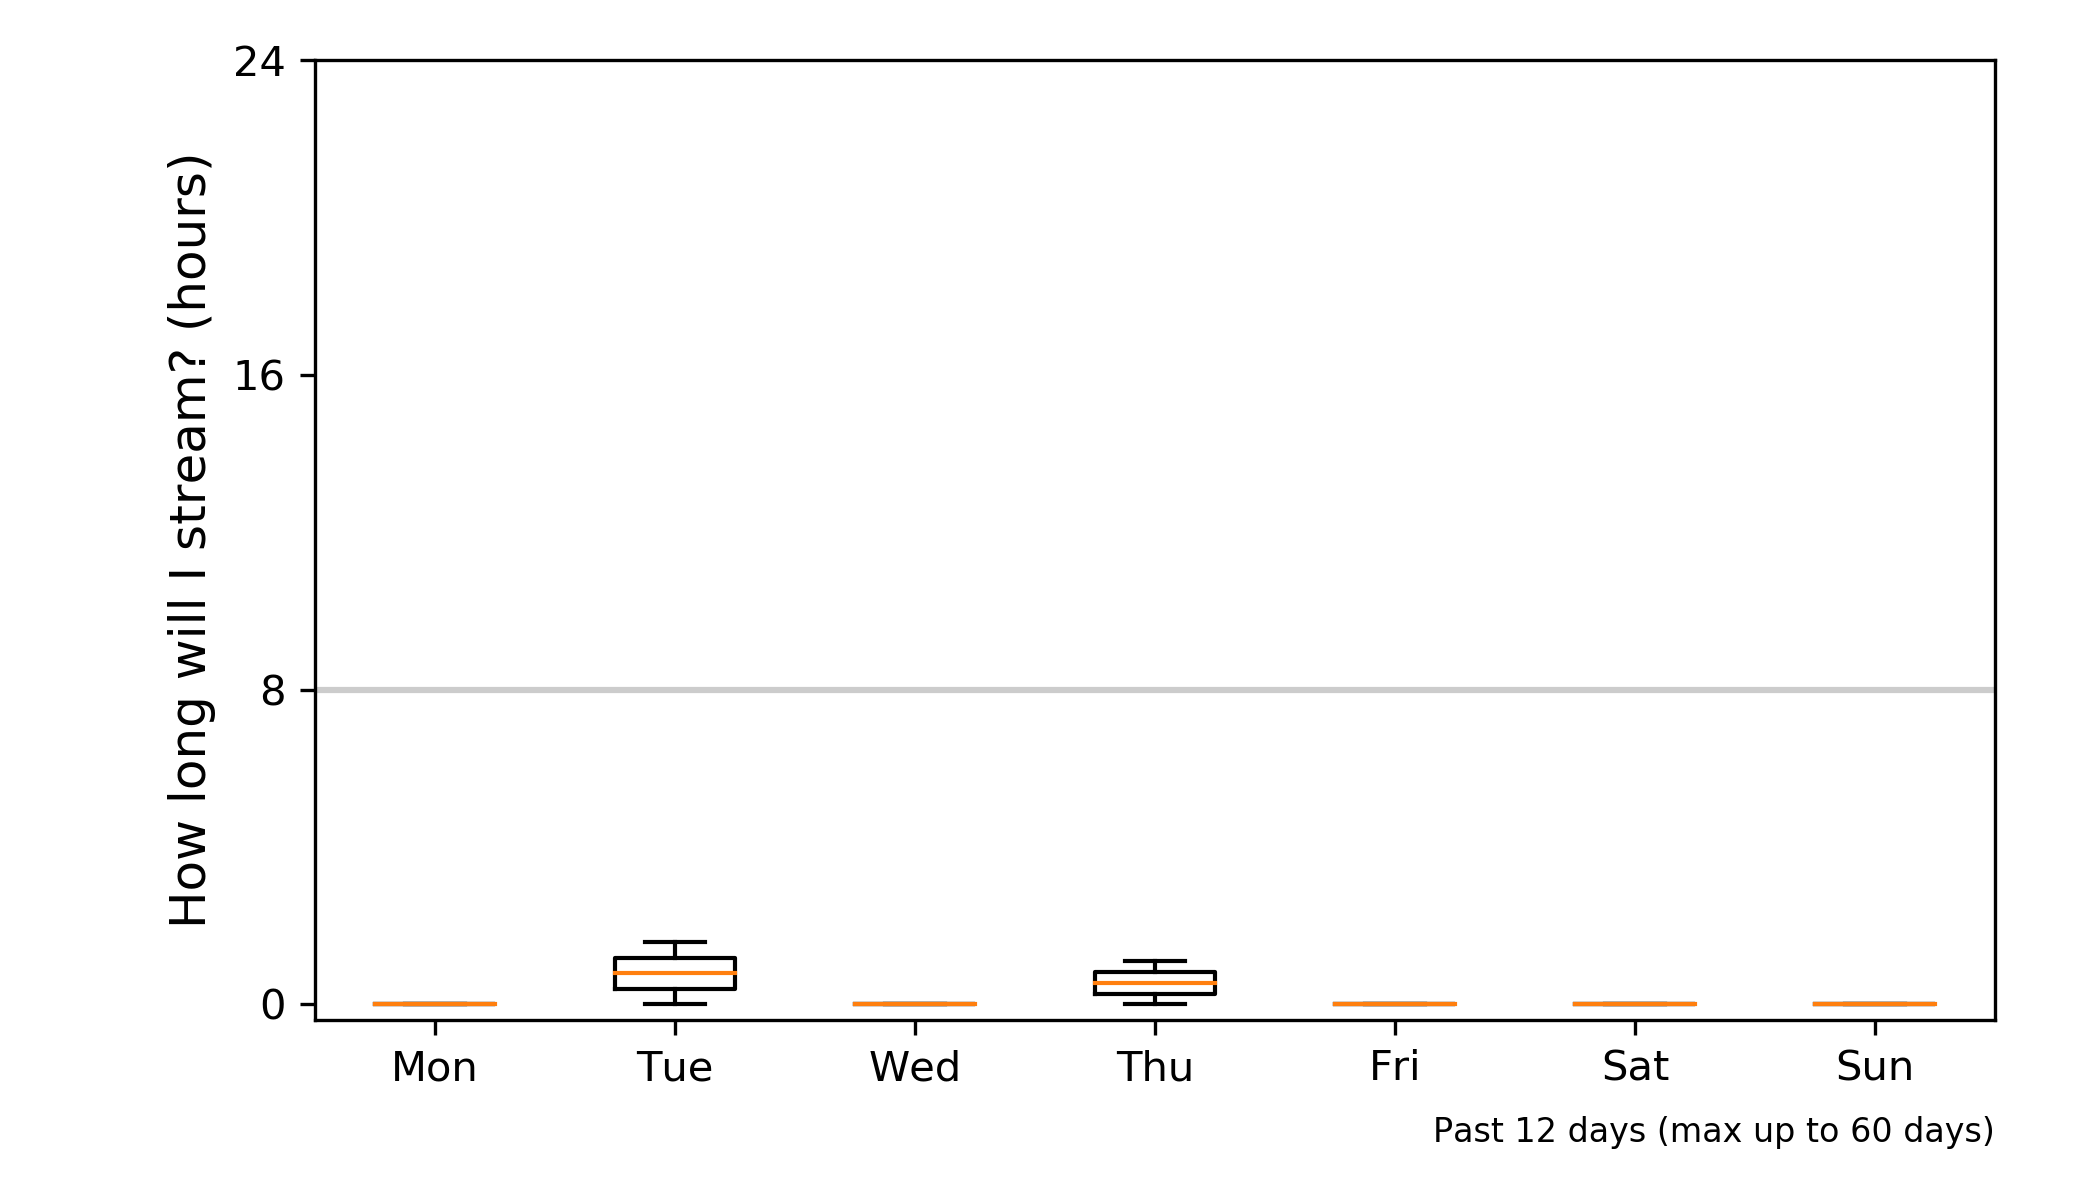 How long will I stream? (hours)
24
16
8
0
Mon Tue Wed Thu Fri Sat Sun
Past 12 days (max up to 60 days)